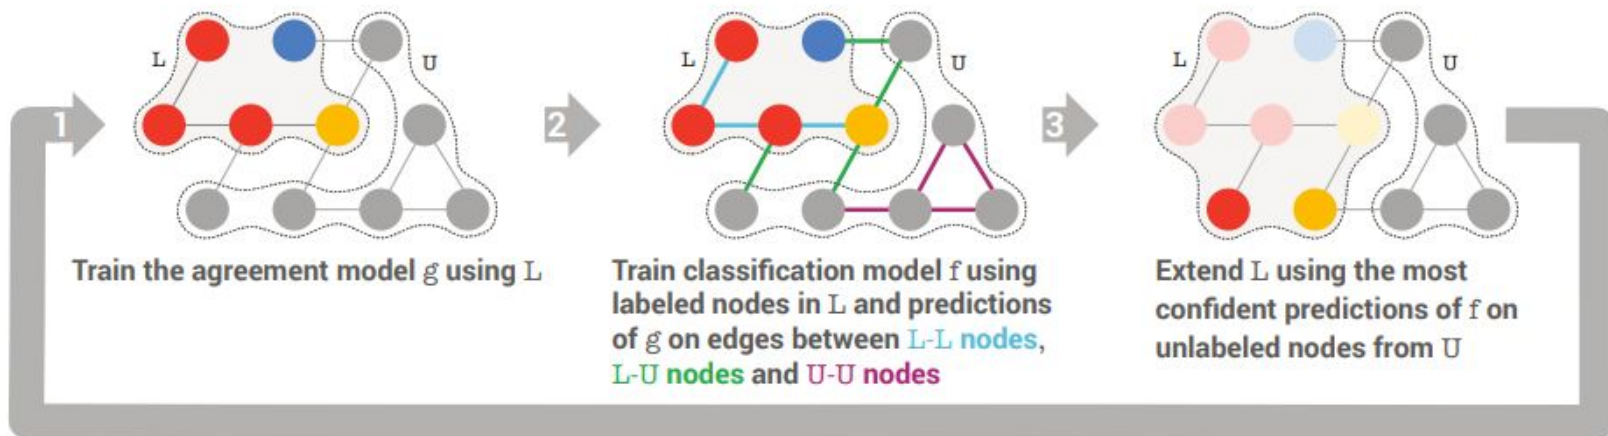 1
L
U
Train the agreement model g using L
2
L
U
Train classification model f using
labeled nodes in L and predictions
of g on edges between L-L nodes,
L-U nodes and U-U nodes
3
L
U
Extend L using the most
confident predictions of f on
unlabeled nodes from U